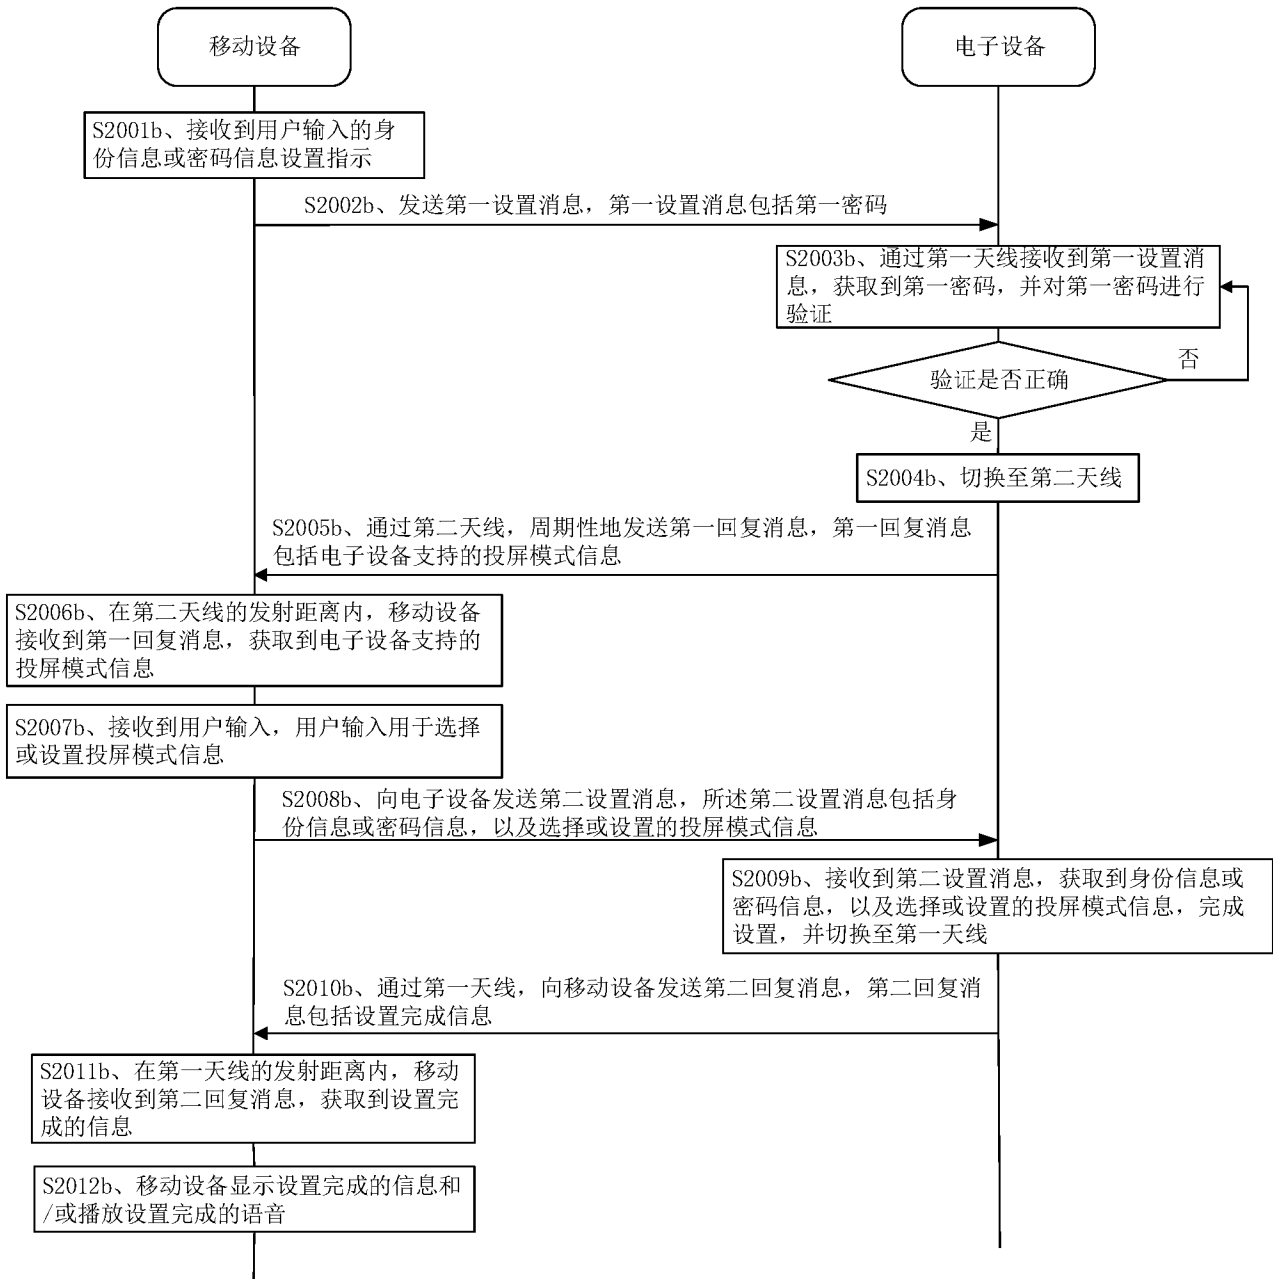 移动设备
电子设备
S2001b、接收到用户输入的身
份信息或密码信息设置指示
S2002b、发送第一设置消息，第一设置消息包括第一密码
S2003b、通过第一天线接收到第一设置消
息，获取到第一密码，并对第一密码进行
验证
否
验证是否正确
是
S2004b、切换至第二天线
S2005b、通过第二天线，周期性地发送第一回复消息，第一回复消息
包括电子设备支持的投屏模式信息
S2006b、在第二天线的发射距离内，移动设备
接收到第一回复消息，获取到电子设备支持的
投屏模式信息
S2007b、接收到用户输入，用户输入用于选择
或设置投屏模式信息
S2008b、向电子设备发送第二设置消息，所述第二设置消息包括身
份信息或密码信息，以及选择或设置的投屏模式信息
S2009b、接收到第二设置消息，获取到身份信息或
密码信息，以及选择或设置的投屏模式信息，完成
设置，并切换至第一天线
S2010b、通过第一天线，向移动设备发送第二回复消息，第二回复消
息包括设置完成信息
S2011b、在第一天线的发射距离内，移动
设备接收到第二回复消息，获取到设置完
成的信息
S2012b、移动设备显示设置完成的信息和
/或播放设置完成的语音